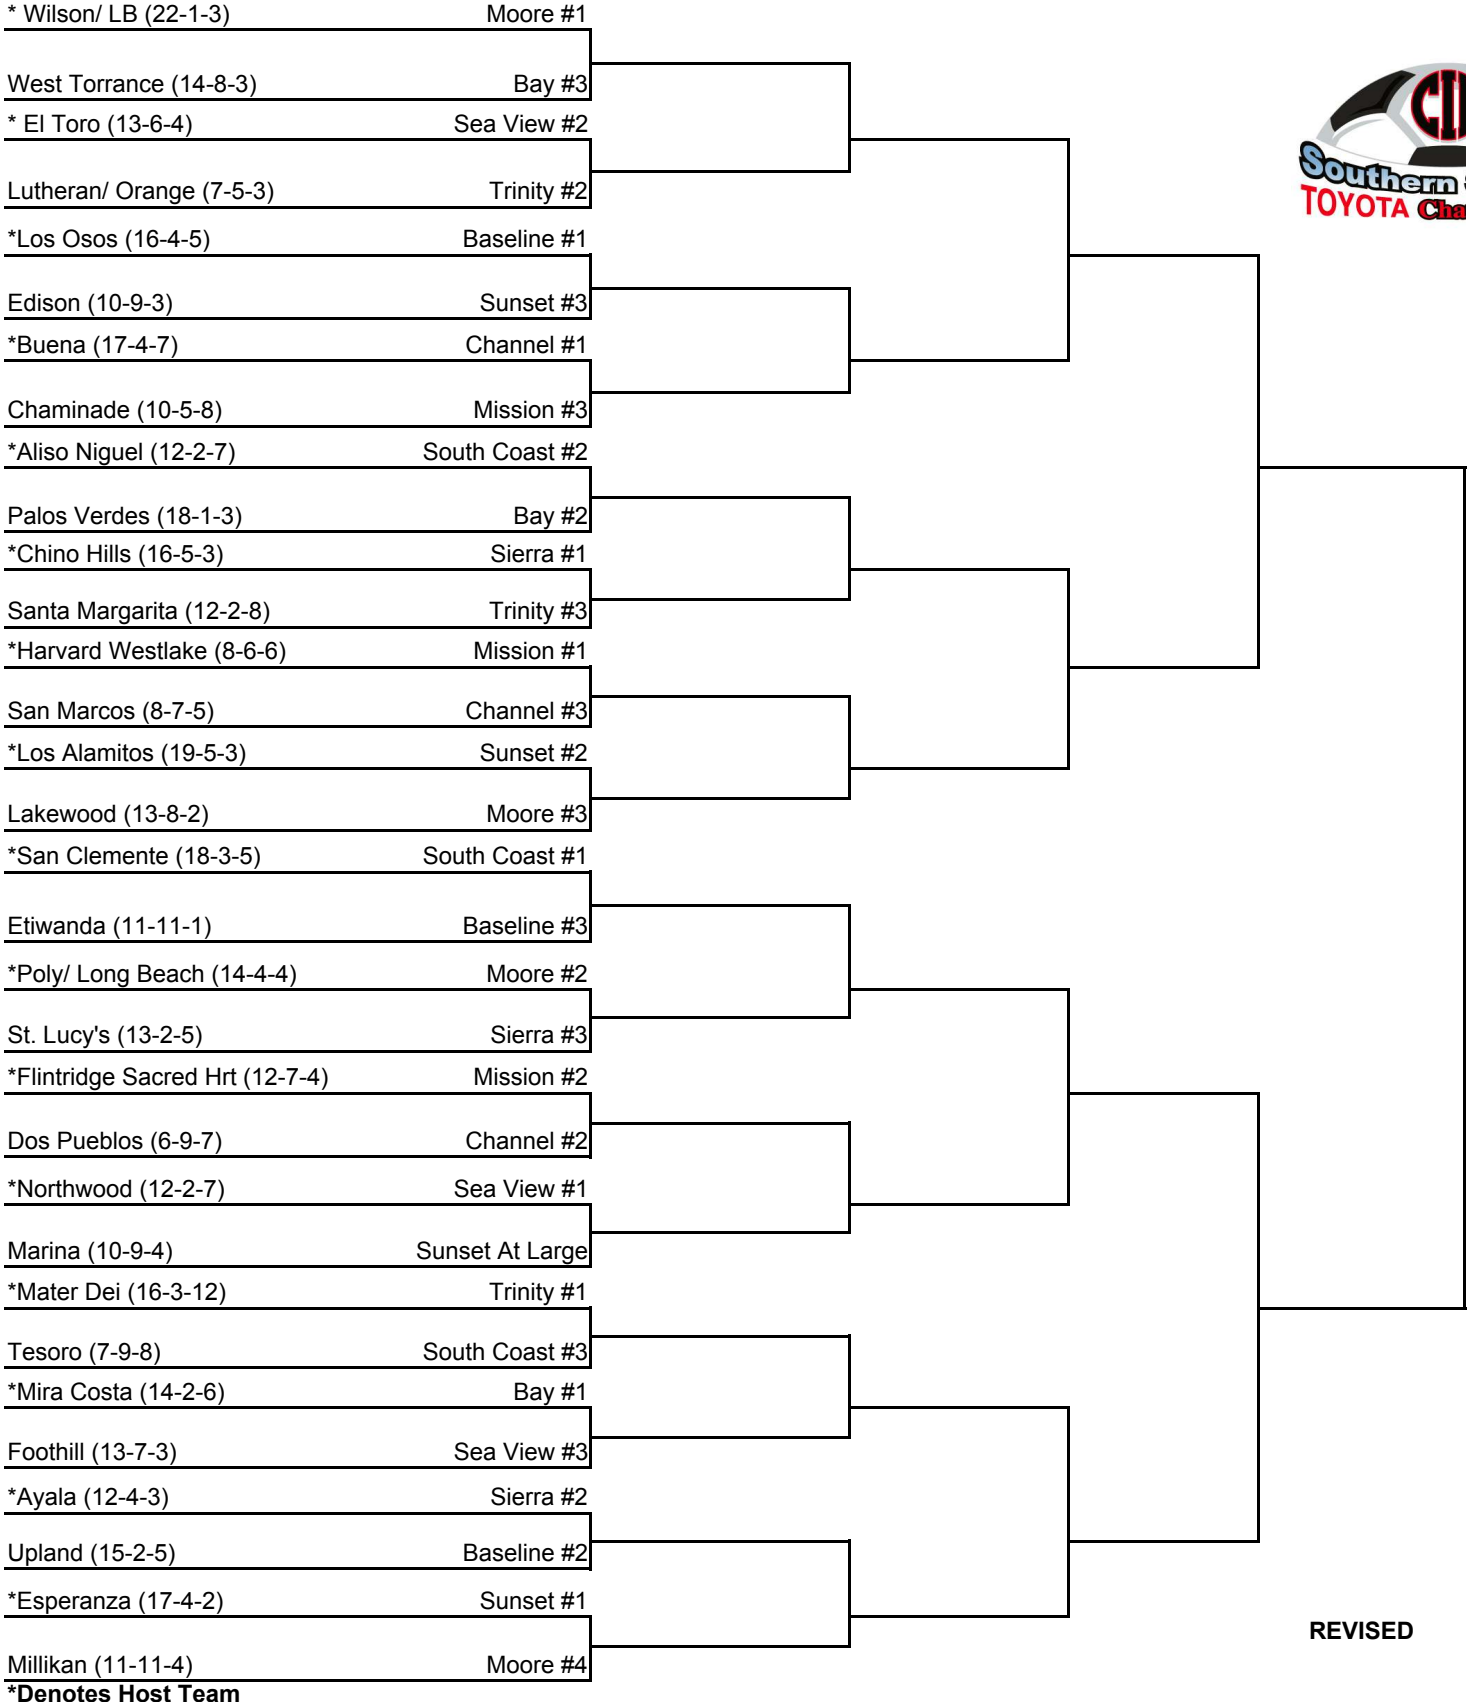 * Wilson/ LB (22-1-3) Moore #1
West Torrance (14-8-3) Bay #3
* El Toro (13-6-4) Sea View #2
Lutheran/ Orange (7-5-3) Trinity #2
*Los Osos (16-4-5) Baseline #1
Edison (10-9-3) Sunset #3
*Buena (17-4-7) Channel #1
Chaminade (10-5-8) Mission #3
*Aliso Niguel (12-2-7) South Coast #2
Palos Verdes (18-1-3) Bay #2
*Chino Hills (16-5-3) Sierra #1
Santa Margarita (12-2-8) Trinity #3
*Harvard Westlake (8-6-6) Mission #1
San Marcos (8-7-5) Channel #3
*Los Alamitos (19-5-3) Sunset #2
Lakewood (13-8-2) Moore #3
*San Clemente (18-3-5) South Coast #1
Etiwanda (11-11-1) Baseline #3
*Poly/ Long Beach (14-4-4) Moore #2
St. Lucy's (13-2-5) Sierra #3
*Flintridge Sacred Hrt (12-7-4) Mission #2
Dos Pueblos (6-9-7) Channel #2
*Northwood (12-2-7) Sea View #1
Marina (10-9-4) Sunset At Large
*Mater Dei (16-3-12) Trinity #1
Tesoro (7-9-8) South Coast #3
*Mira Costa (14-2-6) Bay #1
Foothill (13-7-3) Sea View #3
*Ayala (12-4-3) Sierra #2
Upland (15-2-5) Baseline #2
*Esperanza (17-4-2) Sunset #1
Millikan (11-11-4) Moore #4
*Denotes Host Team
CI
Southern
TOYOTA Cha
REVISED